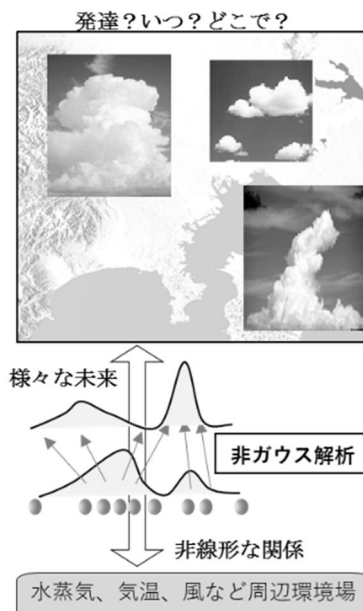 発達？いつ？どこで？
様々な未来
非ガウス解析
非線形な関係
水蒸気、気温、風など周辺環境場